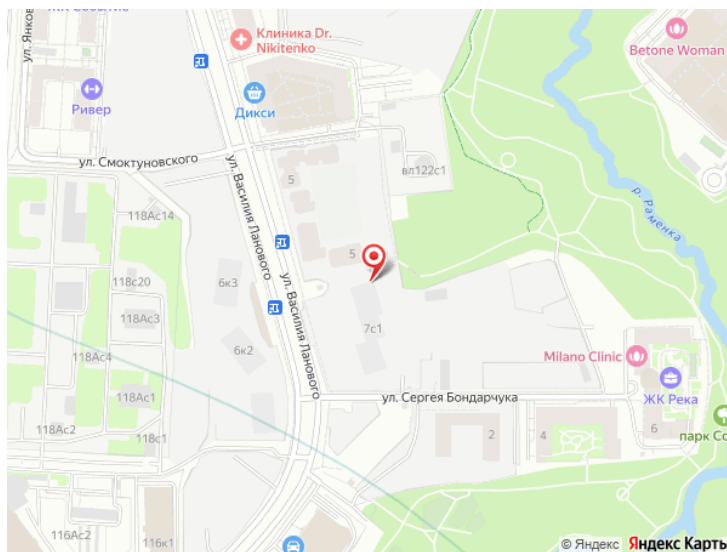 ЖК Событие
ул. Янков
Клиника Dr.
Nikitenko
Betone Woman
Ривер
Дикси
ул. Смоктуновского
вл122с1
5
118Ас14
ул. Василия Ланового
р. Раменка
118с20
6к3
5
ул. Василия Ланового
118Ас3
7с1
6к2
118Ас4
Milano Clinic
ЖК Река
118Ас1
ул. Сергея Бондарчука
118Ас2
118с1
2
4
6
парк Со
116Ас2
116к1
© Яндекс Яндекс Карты